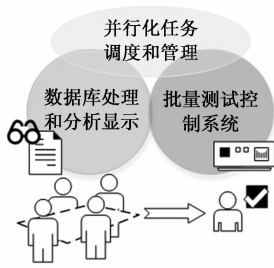 并行化任务
调度和管理
数据库处理
和分析显示
批量测试控
制系统